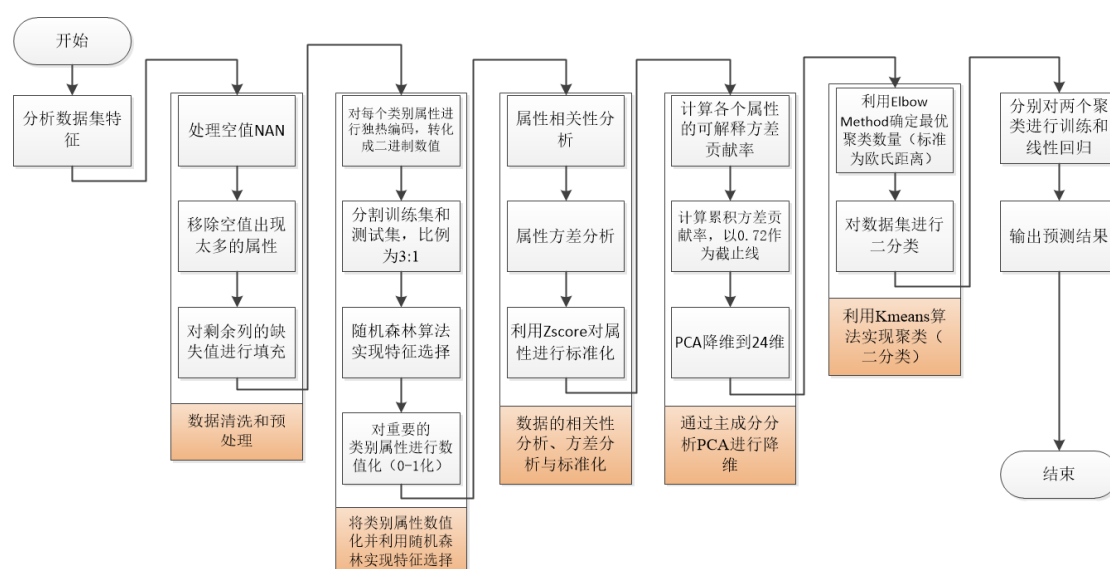 开始
分析数据集特
征
处理空值NAN
移除空值出现
太多的属性
对剩余列的缺
失值进行填充
数据清洗和预
处理
对每个类别属性进
行独热编码，转化
成二进制数值
分割训练集和
测试集，比例
为3:1
随机森林算法
实现特征选择
对重要的
类别属性进行数
值化（0-1化）
将类别属性数值
化并利用随机森
林实现特征选择
属性相关性分
析
属性方差分析
利用Zscore对属
性进行标准化
数据的相关性
分析、方差分
析与标准化
计算各个属性
的可解释方差
贡献率
计算累积方差贡
献率，以0.72作
为截止线
PCA降维到24维
通过主成分分
析PCA进行降
维
利用Elbow
Method确定最优
聚类数量（标准
为欧氏距离）
对数据集进行
二分类
利用Kmeans算
法实现聚类（
二分类）
分别对两个聚
类进行训练和
线性回归
输出预测结果
结束